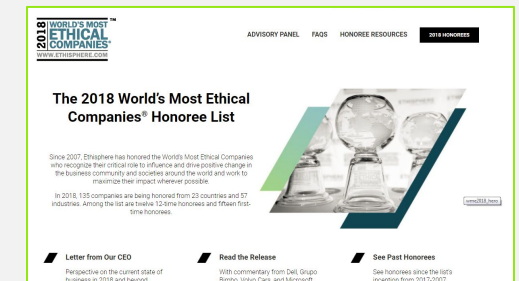 2018 WORLD'S MOST ETHICAL COMPANIES® ™
WWW.ETHISPHERE.COM
ADVISORY PANEL FAQS HONOREE RESOURCES 2018 HONOREES
The 2018 World's Most Ethical
Companies® Honoree List
Since 2007, Ethisphere has honored the World's Most Ethical Companies
who recognize their critical role to influence and drive positive change in
the business community and societies around the world and work to
maximize their impact wherever possible.
In 2018, 135 companies are being honored from 23 countries and 57
industries. Among the list are twelve 12-time honorees and fifteen first-
time honorees.
Letter from Our CEO
Perspective on the current state of
business in 2018 and beyond
Read the Release
With commentary from Dell, Grupo
Bimbo, Volvo Cars, and Microsoft
See Past Honorees
See honorees since the list's
inception from 2007-2017